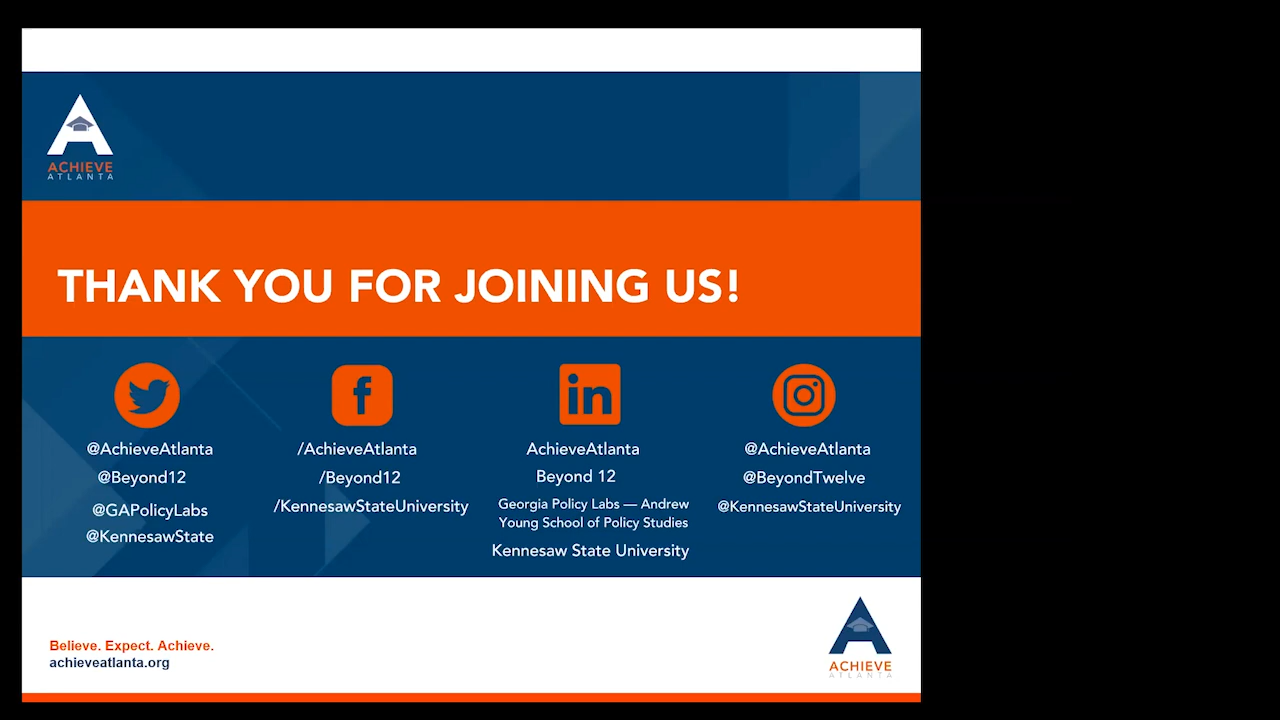 ACHIEVE
ATLANTA
THANK YOU FOR JOINING US!
@AchieveAtlanta
@Beyond12
@GAPolicyLabs
@KennesawState
/AchieveAtlanta
/Beyond12
/KennesawStateUniversity
in
AchieveAtlanta
Beyond 12
Georgia Policy Labs — Andrew
Young School of Policy Studies
Kennesaw State University
@AchieveAtlanta
@BeyondTwelve
@KennesawStateUniversity
Believe. Expect. Achieve.
achieveatlanta.org
ACHIEVE
ATLANTA